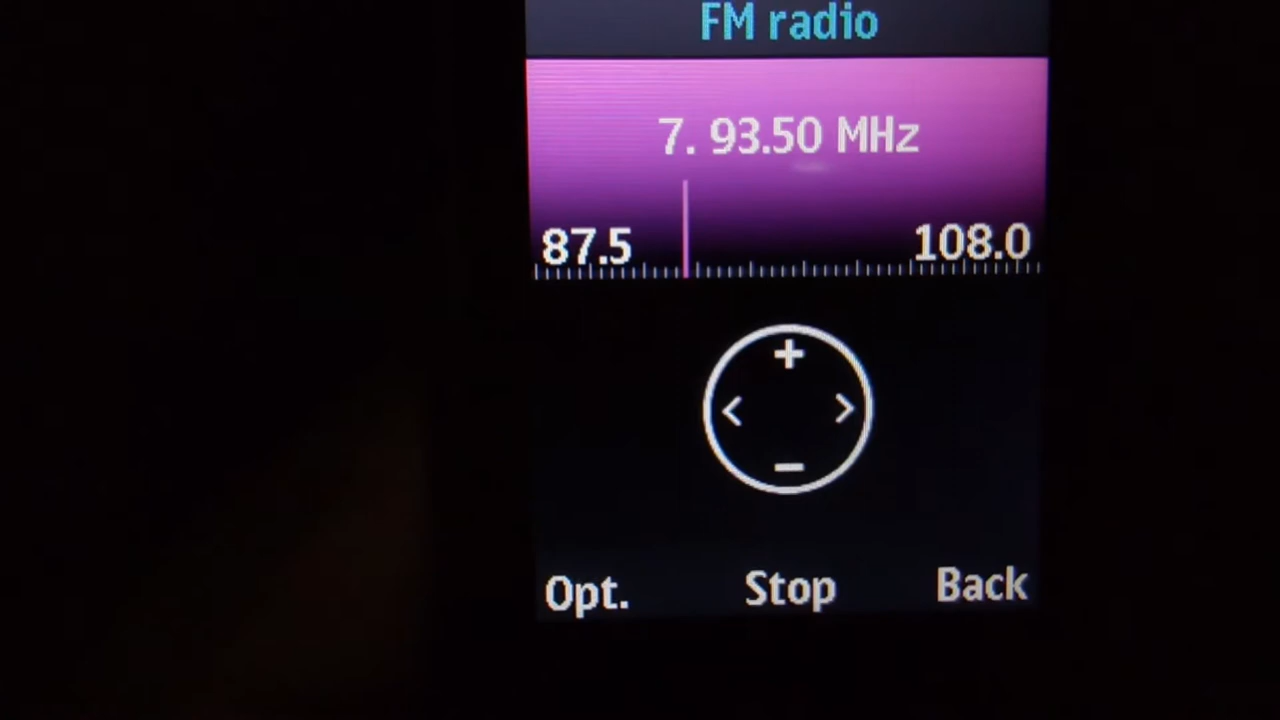 FM radio
7. 93.50 MHz
87.5 108.0
+
< >
−
Opt. Stop Back